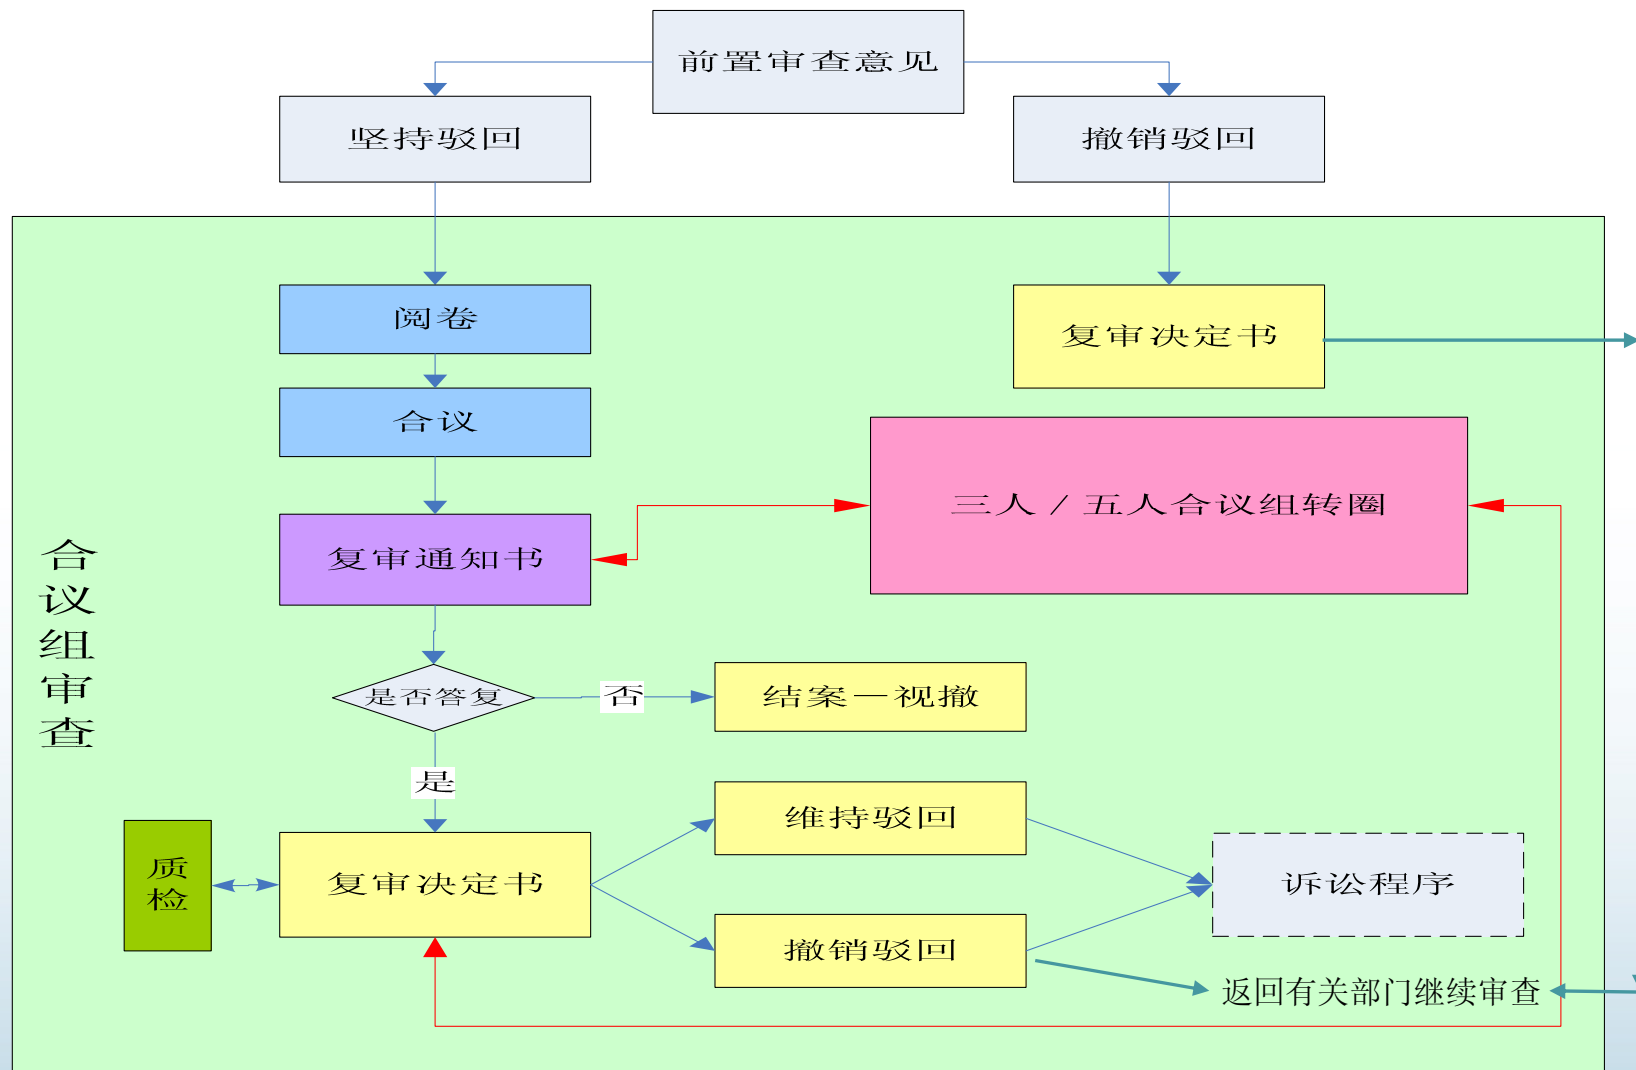 前置审查意见
坚持驳回
撤销驳回
阅卷
复审决定书
合议
三人/五人合议组转圈
复审通知书
合议组审查
是否答复
否
结案—视撤
是
维持驳回
质检
复审决定书
诉讼程序
撤销驳回
返回有关部门继续审查